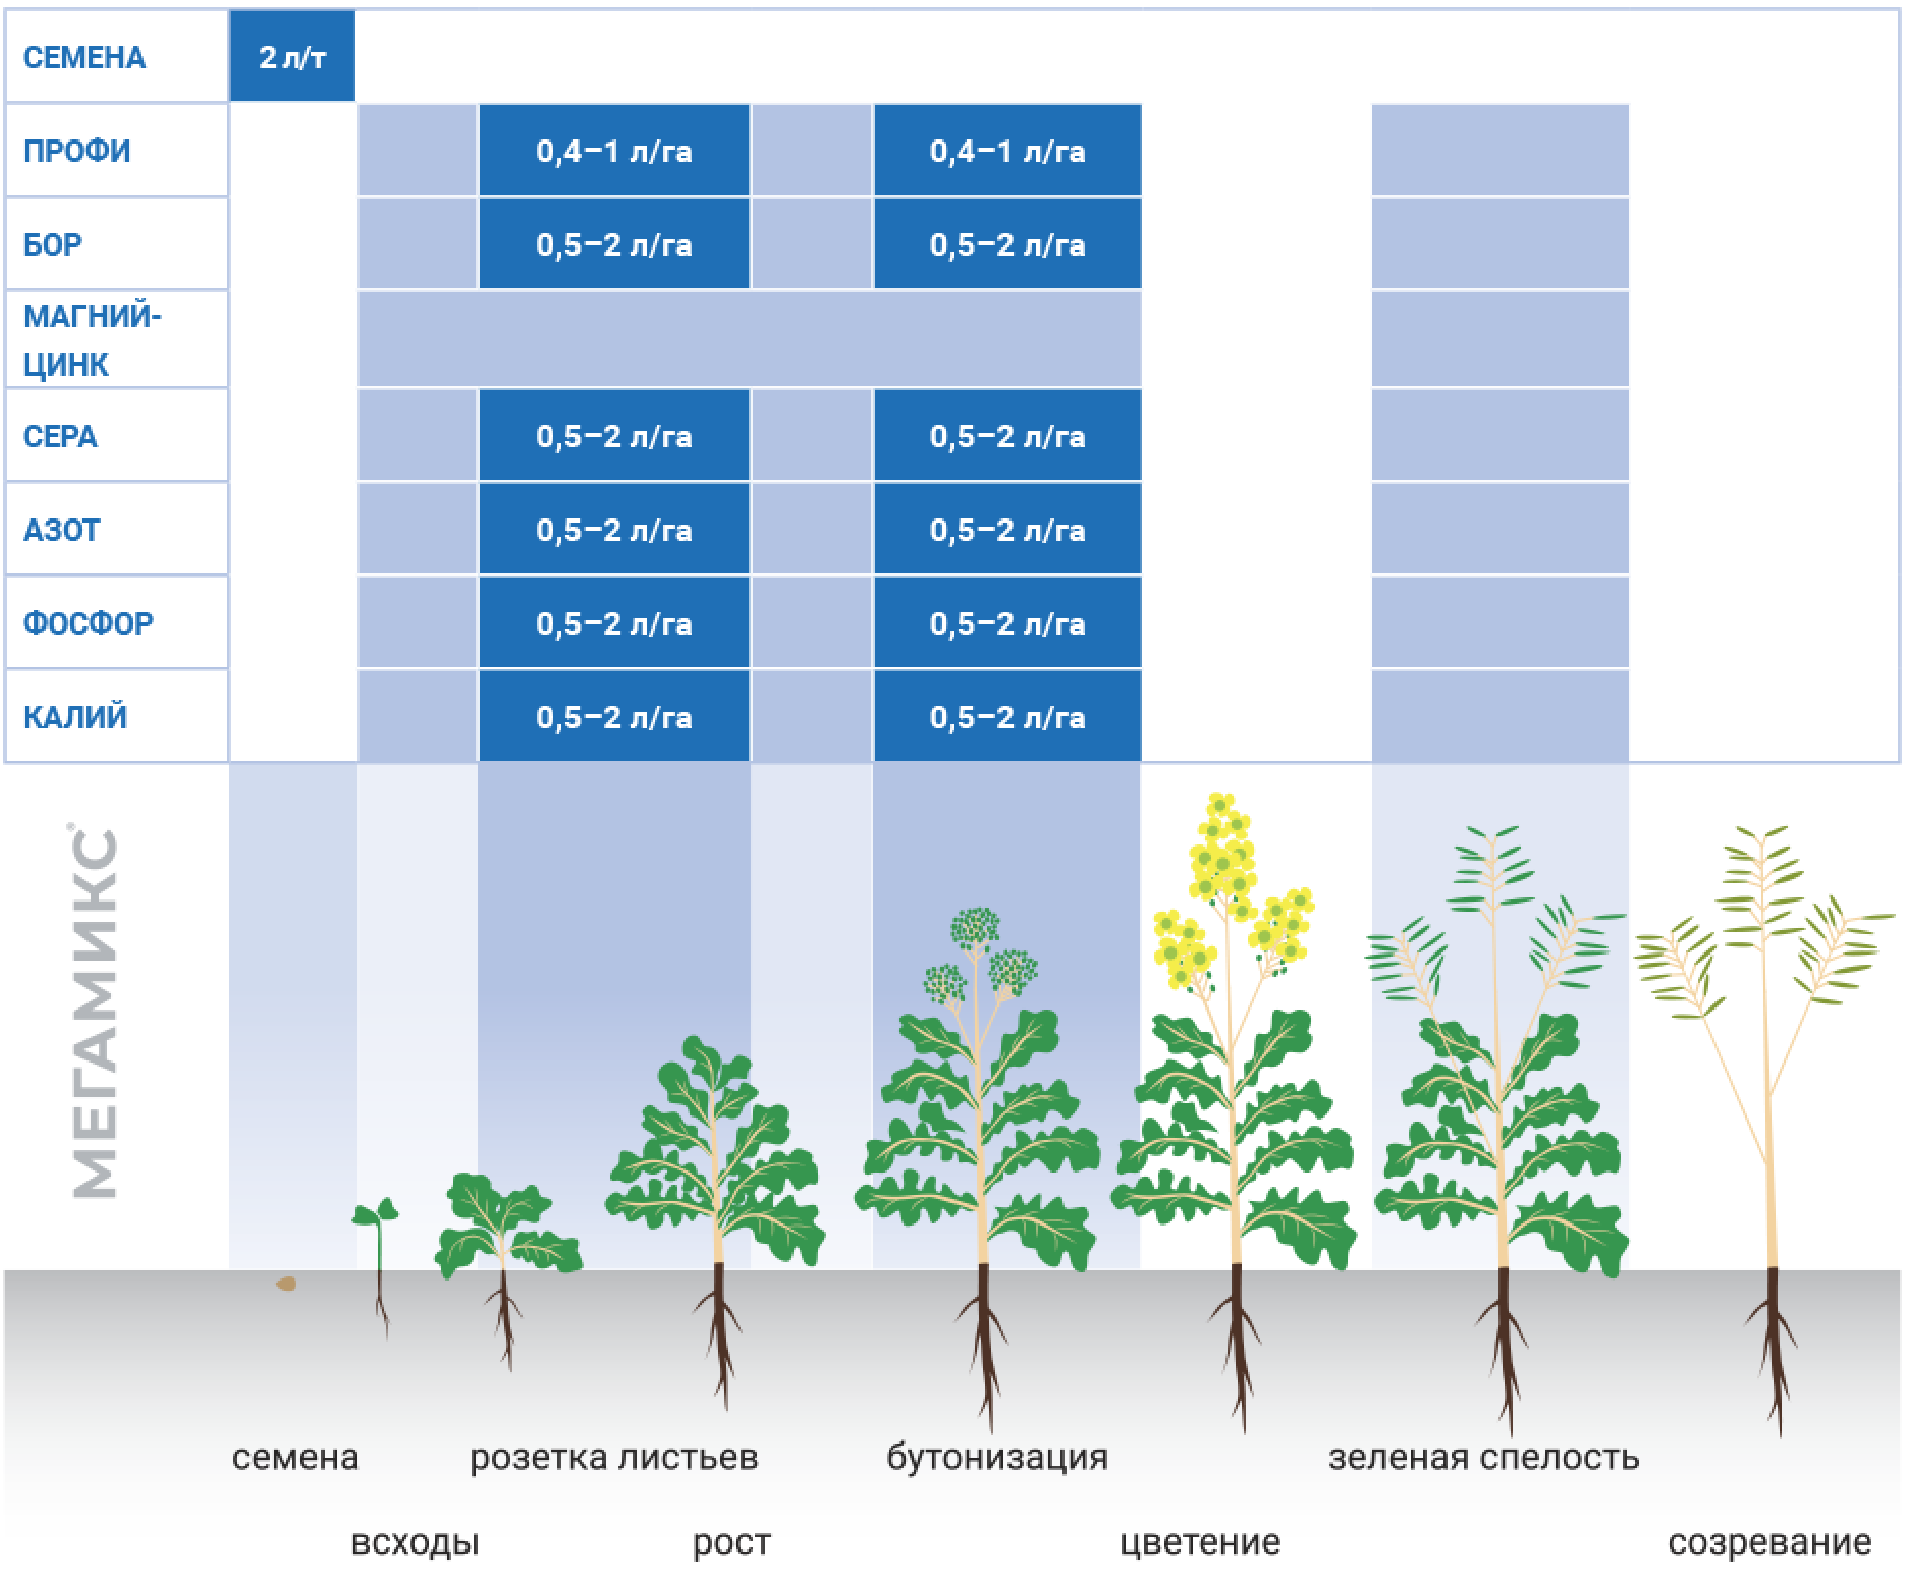 СЕМЕНА 2 л/т
ПРОФИ 0,4–1 л/га 0,4–1 л/га
БОР 0,5–2 л/га 0,5–2 л/га
МАГНИЙ-
ЦИНК
СЕРА 0,5–2 л/га 0,5–2 л/га
АЗОТ 0,5–2 л/га 0,5–2 л/га
ФОСФОР 0,5–2 л/га 0,5–2 л/га
КАЛИЙ 0,5–2 л/га 0,5–2 л/га
МЕГАМИКС®
семена розетка листьев бутонизация зеленая спелость
всходы рост цветение созревание